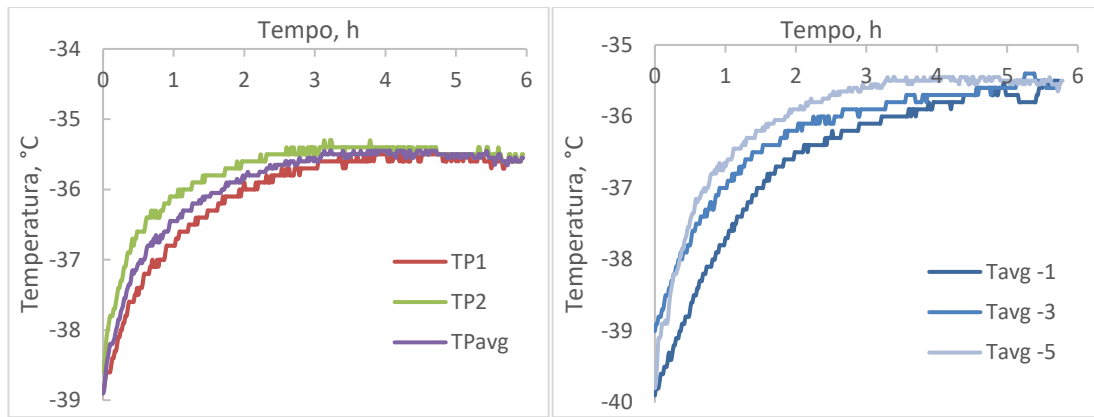 Tempo, h
-34
0 1 2 3 4 5 6
-35
-36
-37
-38
-39
Temperatura, °C
TP1
TP2
TPavg
Tempo, h
-35
0 1 2 3 4 5 6
-36
-37
-38
-39
-40
Temperatura, °C
Tavg -1
Tavg -3
Tavg -5